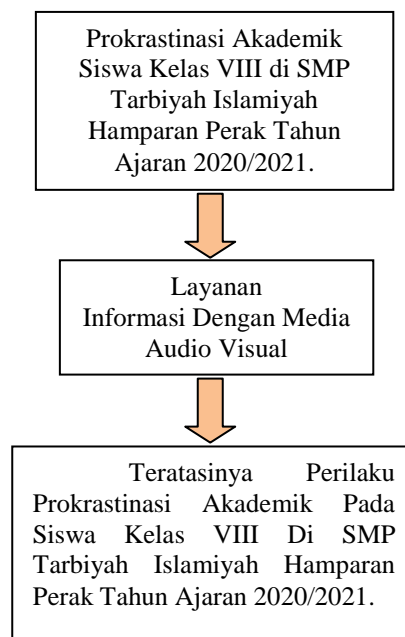 Prokrastinasi Akademik
Siswa Kelas VIII di SMP
Tarbiyah Islamiyah
Hamparan Perak Tahun
Ajaran 2020/2021.
Layanan
Informasi Dengan Media
Audio Visual
Teratasinya Perilaku
Prokrastinasi Akademik Pada
Siswa Kelas VIII Di SMP
Tarbiyah Islamiyah Hamparan
Perak Tahun Ajaran 2020/2021.